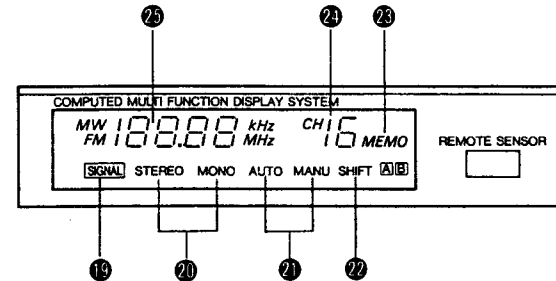 25 24 23
COMPUTED MULTI FUNCTION DISPLAY SYSTEM
MW 188.88 kHz CH 16 MEMO
FM MHz
REMOTE SENSOR
SIGNAL STEREO MONO AUTO MANU SHIFT A B
19 20 21 22